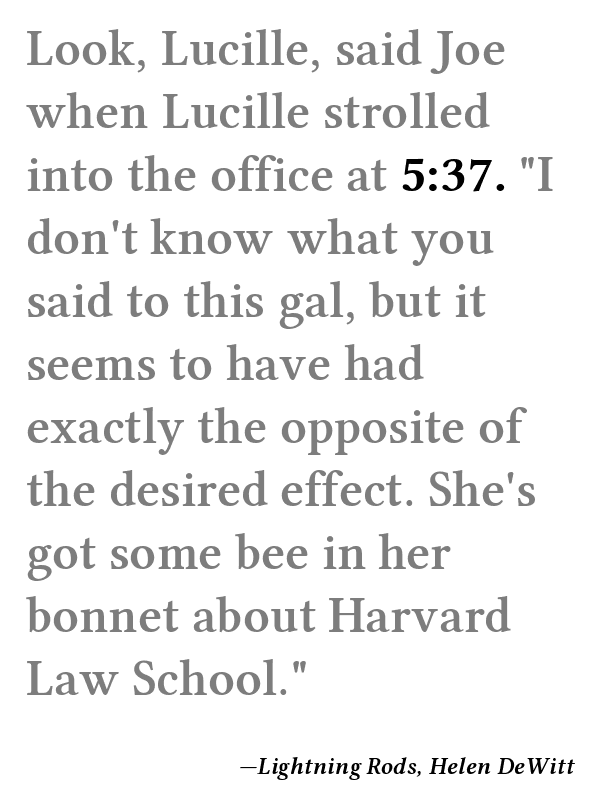 Look, Lucille, said Joe
when Lucille strolled
into the office at 5:37. "I
don't know what you
said to this gal, but it
seems to have had
exactly the opposite of
the desired effect. She's
got some bee in her
bonnet about Harvard
Law School."
—Lightning Rods, Helen DeWitt